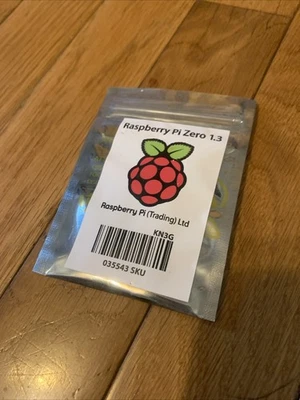 Raspberry Pi Zero 1.3
Raspberry Pi (Trading) Ltd
KN3G
035543 SKU